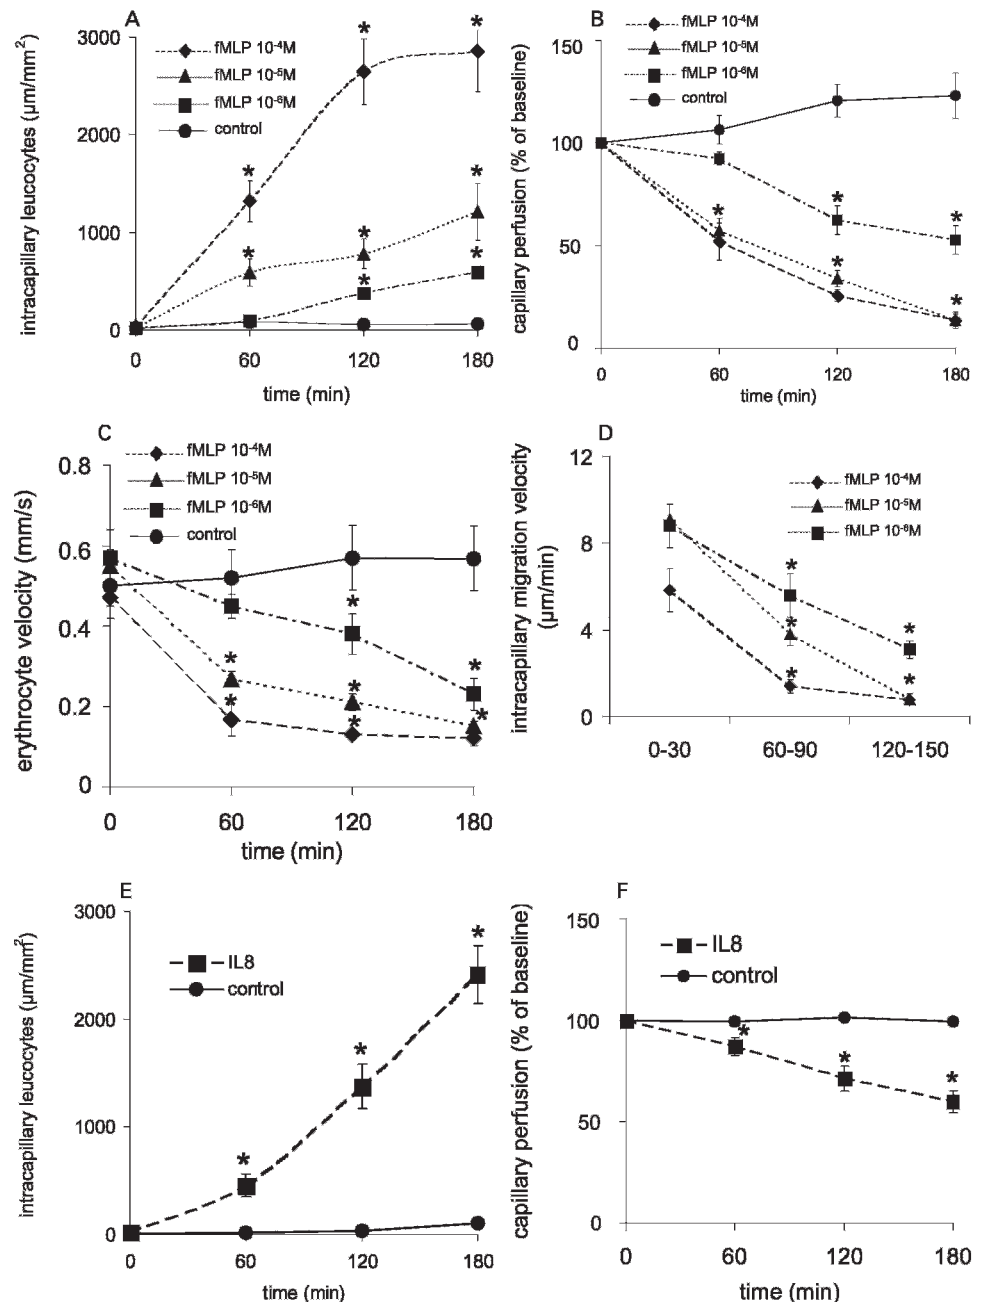 A
intracapillary leucocytes (µm/mm²)
3000
2000
1000
0
fMLP 10⁻⁴M
fMLP 10⁻⁵M
fMLP 10⁻⁶M
control
*
*
*
*
*
*
*
*
0 60 120 180
time (min)
B
capillary perfusion (% of baseline)
150
100
50
0
fMLP 10⁻⁴M
fMLP 10⁻⁵M
fMLP 10⁻⁶M
control
*
*
*
*
*
0 60 120 180
time (min)
C
erythrocyte velocity (mm/s)
0.8
0.6
0.4
0.2
0
fMLP 10⁻⁴M
fMLP 10⁻⁵M
fMLP 10⁻⁶M
control
*
*
*
*
*
*
*
0 60 120 180
time (min)
D
intracapillary migration velocity
(µm/min)
12
8
4
0
fMLP 10⁻⁴M
fMLP 10⁻⁵M
fMLP 10⁻⁶M
*
*
*
*
*
0-30 60-90 120-150
E
intracapillary leucocytes (µm/mm²)
3000
2000
1000
0
IL8
control
*
*
*
0 60 120 180
time (min)
F
capillary perfusion (% of baseline)
150
100
50
0
IL8
control
*
*
*
0 60 120 180
time (min)